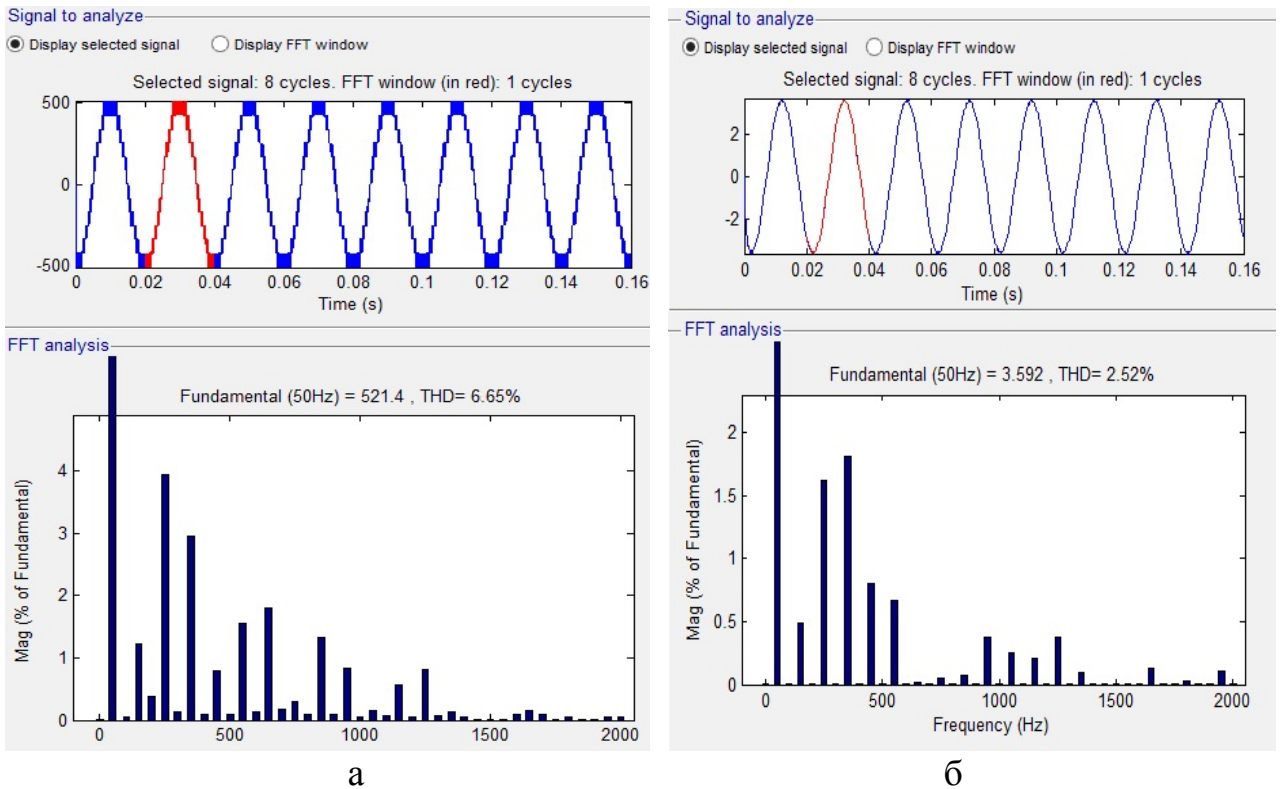 Signal to analyze
Display selected signal Display FFT window
Selected signal: 8 cycles. FFT window (in red): 1 cycles
500
0
-500
0 0.02 0.04 0.06 0.08 0.1 0.12 0.14 0.16
Time (s)
FFT analysis
Fundamental (50Hz) = 521.4 , THD= 6.65%
Mag (% of Fundamental)
4
3
2
1
0
0 500 1000 1500 2000
а
Signal to analyze
Display selected signal Display FFT window
Selected signal: 8 cycles. FFT window (in red): 1 cycles
2
0
-2
0 0.02 0.04 0.06 0.08 0.1 0.12 0.14 0.16
Time (s)
FFT analysis
Fundamental (50Hz) = 3.592 , THD= 2.52%
Mag (% of Fundamental)
2
1.5
1
0.5
0
0 500 1000 1500 2000
Frequency (Hz)
б